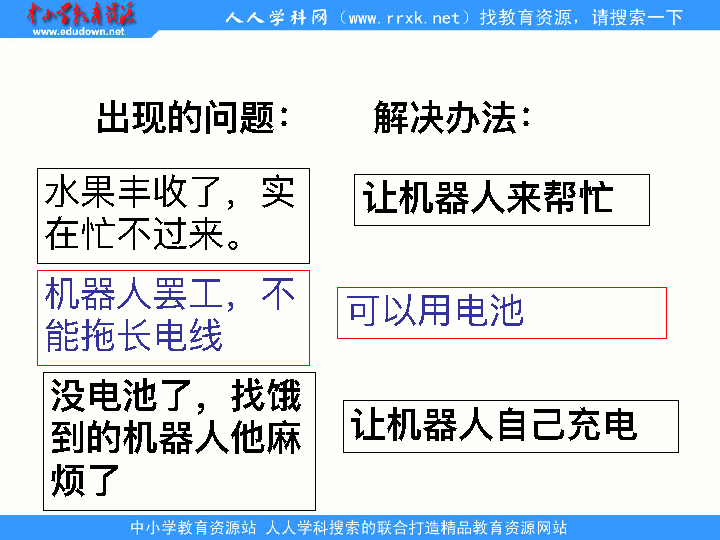 中小学教育资源
www.edudown.net
人人学科网（www.rrxk.net）找教育资源，请搜索一下
出现的问题：
解决办法：
水果丰收了，实
在忙不过来。
让机器人来帮忙
机器人罢工，不
能拖长电线
可以用电池
没电池了，找饿
到的机器人他麻
烦了
让机器人自己充电
中小学教育资源站 人人学科搜索的联合打造精品教育资源网站